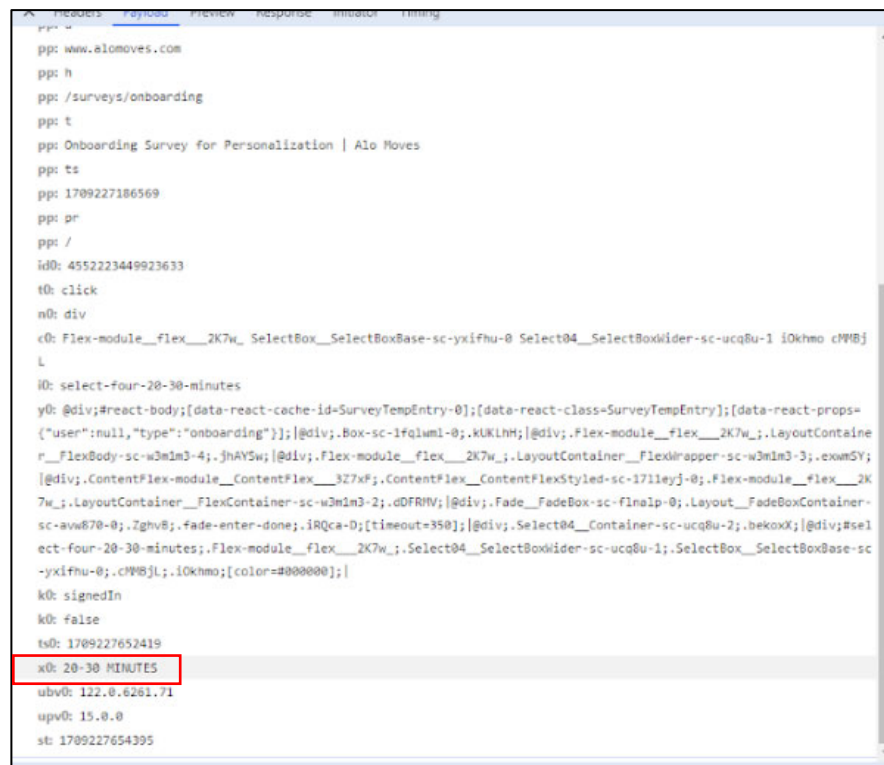 Headers Payload Preview Response Initiator Timing
pp: www.alomoves.com
pp: h
pp: /surveys/onboarding
pp: t
pp: Onboarding Survey for Personalization | Alo Moves
pp: ts
pp: 1709227186569
pp: pr
pp: /
id0: 4552223449923633
t0: click
n0: div
c0: Flex-module__flex___2K7w_ SelectBox__SelectBoxBase-sc-yxifhu-0 Select04__SelectBoxWider-sc-ucq8u-1 iOkhmo cMMBj
L
i0: select-four-20-30-minutes
y0: @div;#react-body;[data-react-cache-id=SurveyTempEntry-0];[data-react-class=SurveyTempEntry];[data-react-props=
{"user":null,"type":"onboarding"}];|@div;.Box-sc-1fqlwml-0;.kUKLhH;|@div;.Flex-module__flex___2K7w_;.LayoutContaine
r__FlexBody-sc-w3m1m3-4;.jhAYSw;|@div;.Flex-module__flex___2K7w_;.LayoutContainer__FlexWrapper-sc-w3m1m3-3;.exwmSY;
|@div;.ContentFlex-module__ContentFlex___3Z7xF;.ContentFlex__ContentFlexStyled-sc-1711eyj-0;.Flex-module__flex___2K
7w_;.LayoutContainer__FlexContainer-sc-w3m1m3-2;.dDFRMV;|@div;.Fade__FadeBox-sc-flnalp-0;.Layout__FadeBoxContainer-
sc-avw870-0;.ZghvB;.fade-enter-done;.iRQca-D;[timeout=350];|@div;.Select04__Container-sc-ucq8u-2;.bekoxX;|@div;#sel
ect-four-20-30-minutes;.Flex-module__flex___2K7w_;.Select04__SelectBoxWider-sc-ucq8u-1;.SelectBox__SelectBoxBase-sc
-yxifhu-0;.cMMBjL;.iOkhmo;[color=#000000];|
k0: signedIn
k0: false
ts0: 1709227652419
x0: 20-30 MINUTES
ubv0: 122.0.6261.71
upv0: 15.0.0
st: 1709227654395